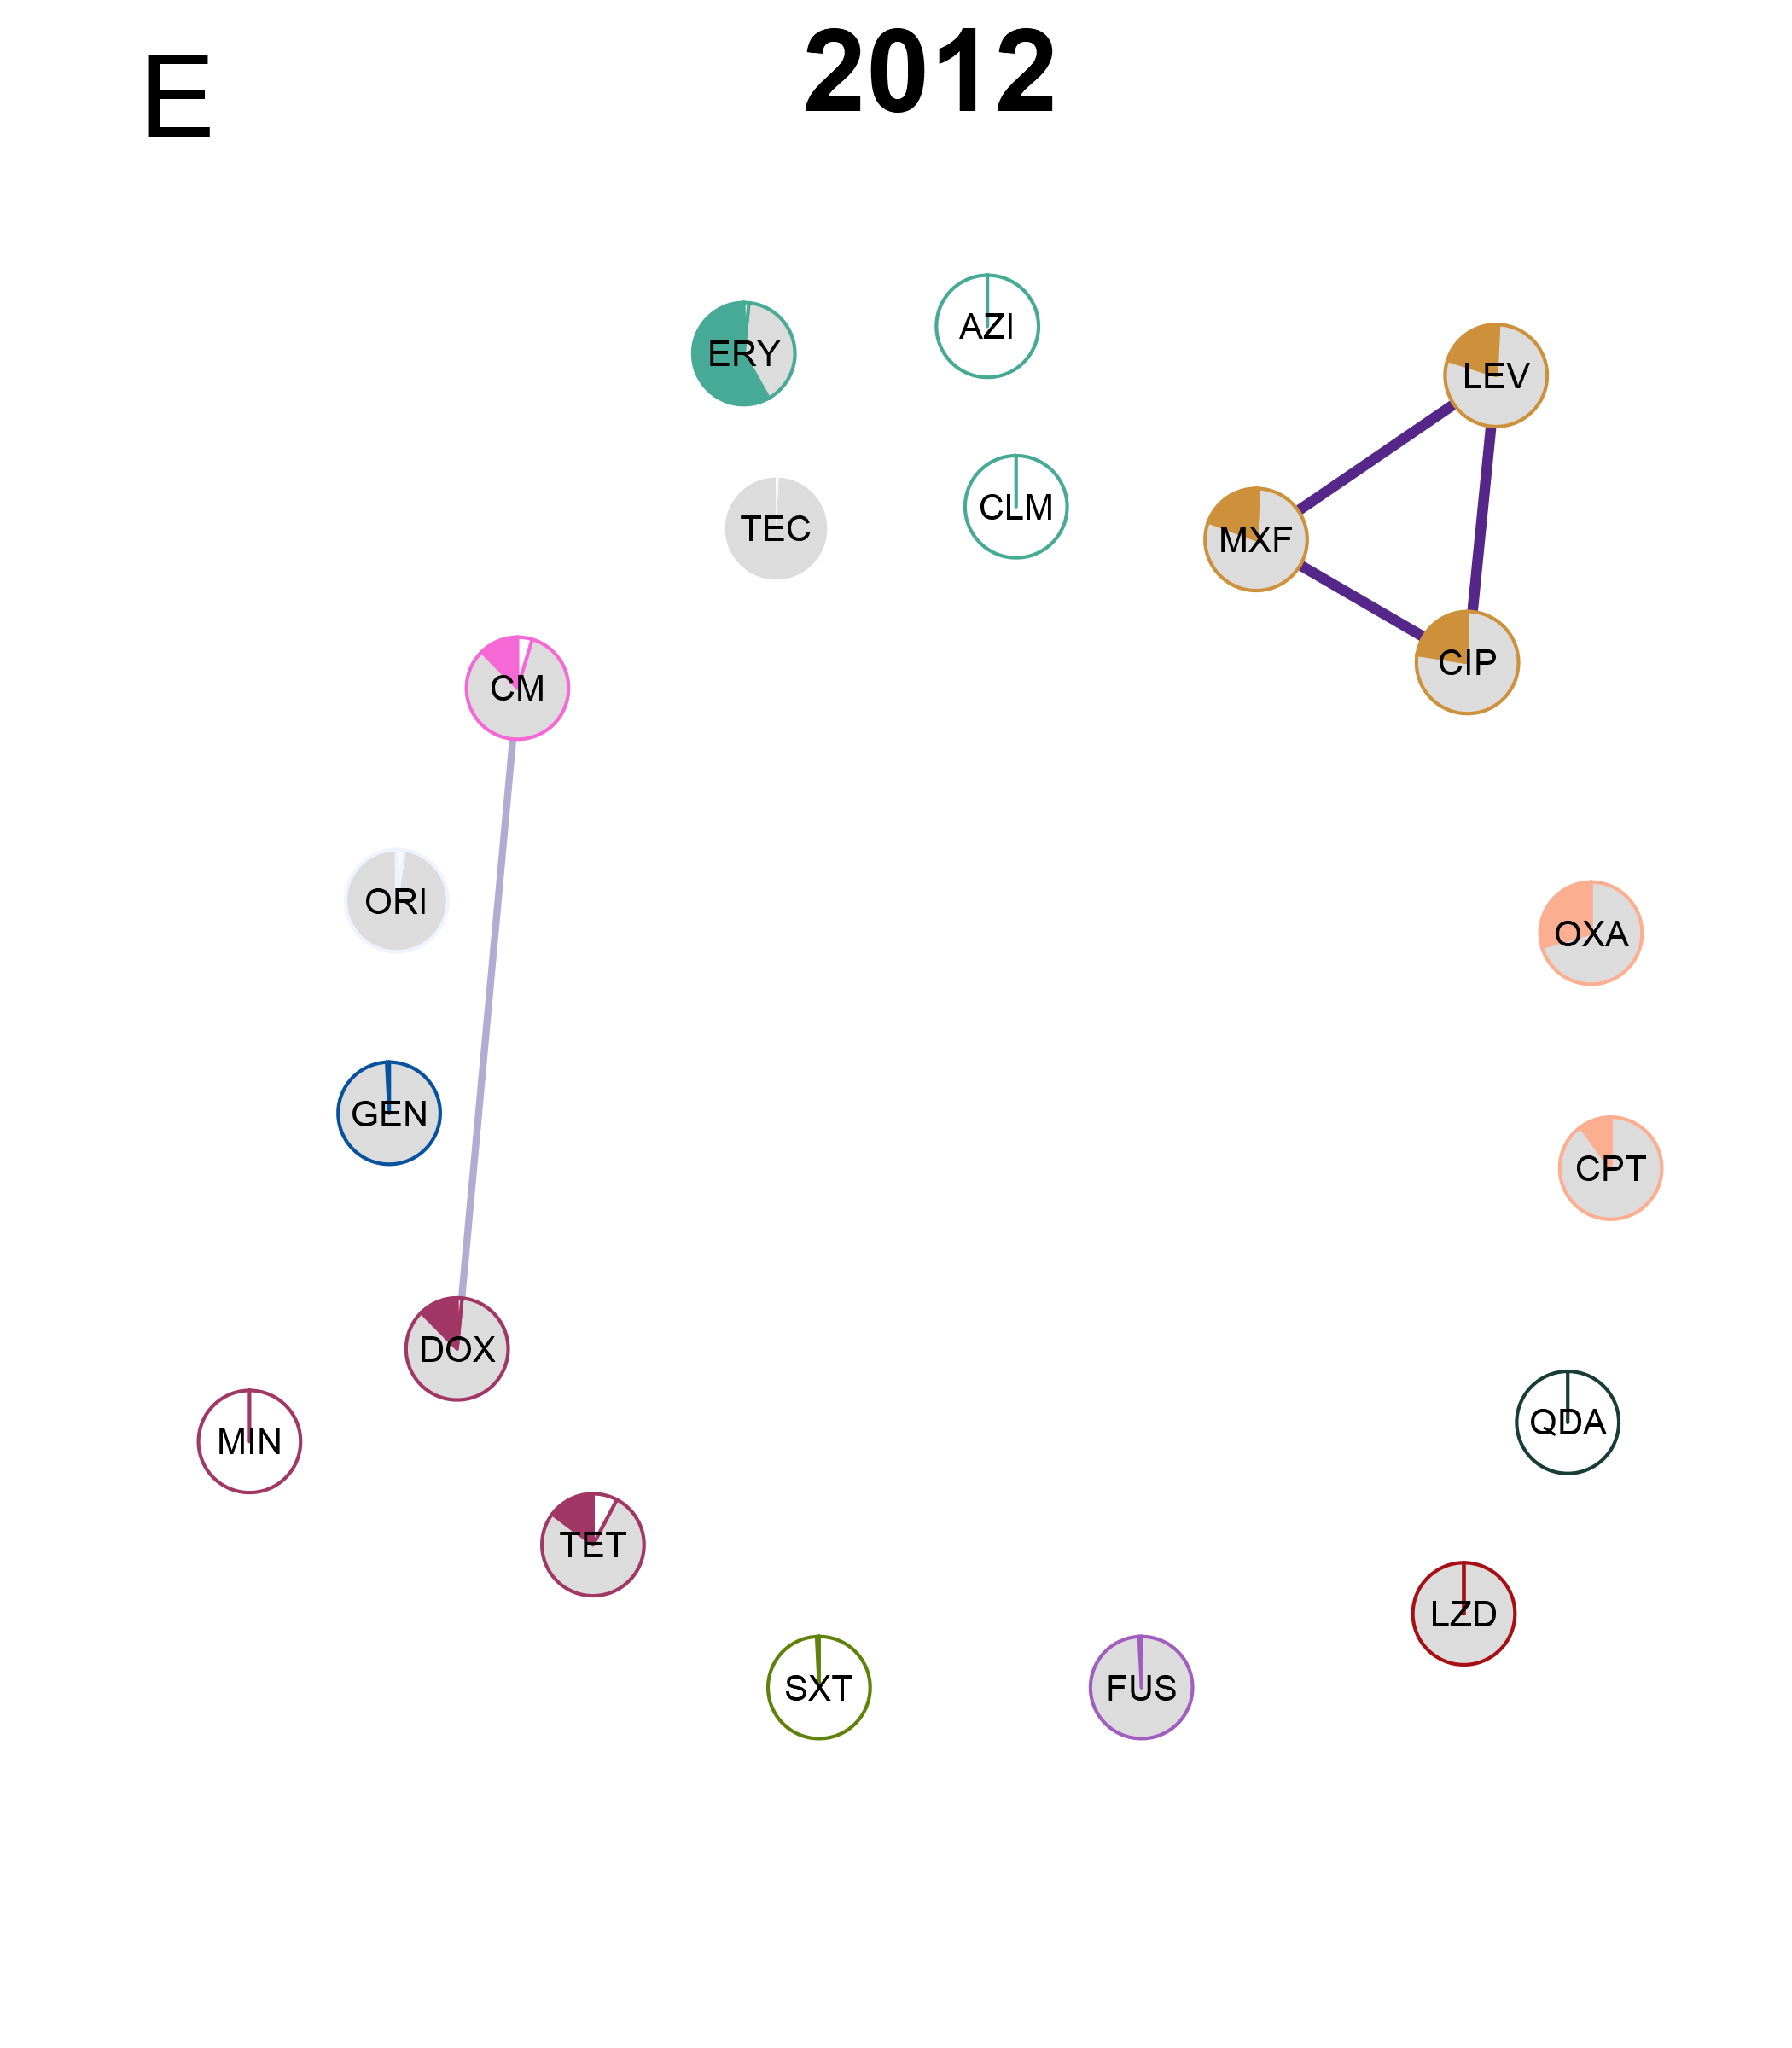 E
2012
AZI
ERY
LEV
CLM
TEC
MXF
CIP
CM
ORI
OXA
GEN
CPT
DOX
MIN
QDA
TET
LZD
SXT
FUS